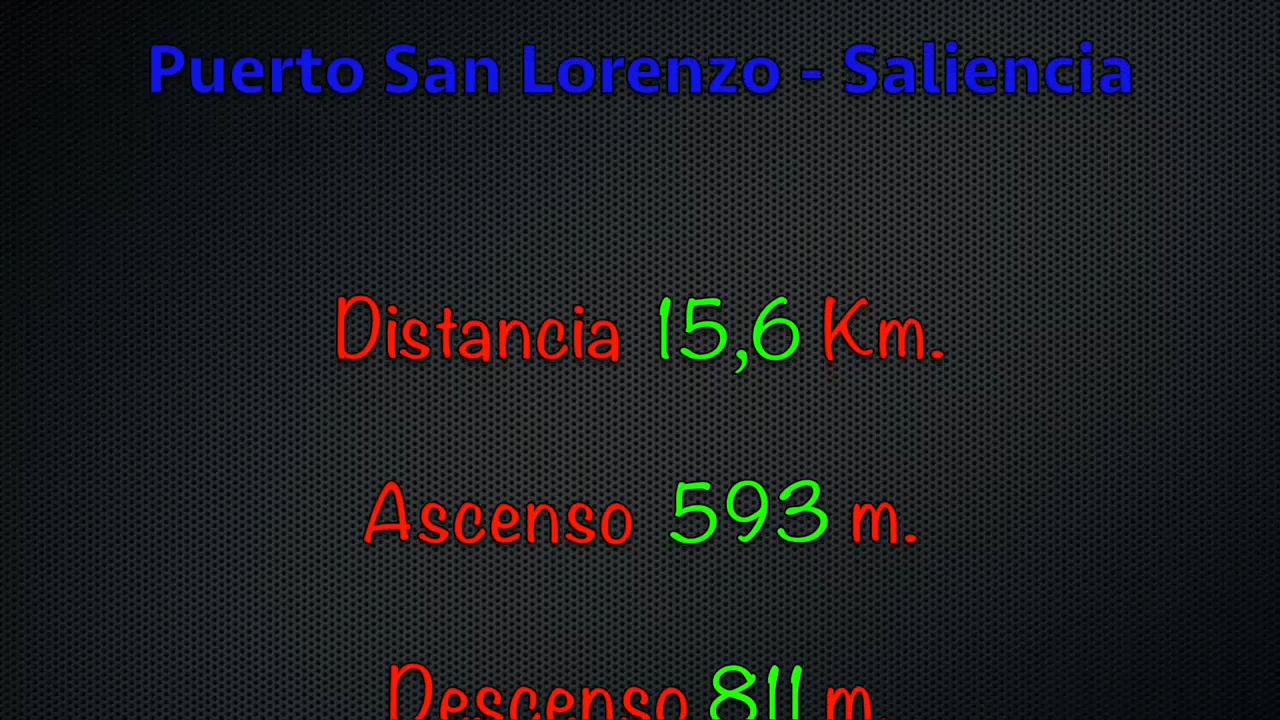 Puerto San Lorenzo - Saliencia
Distancia 15,6 Km.
Ascenso 593 m.
Descenso 811 m.